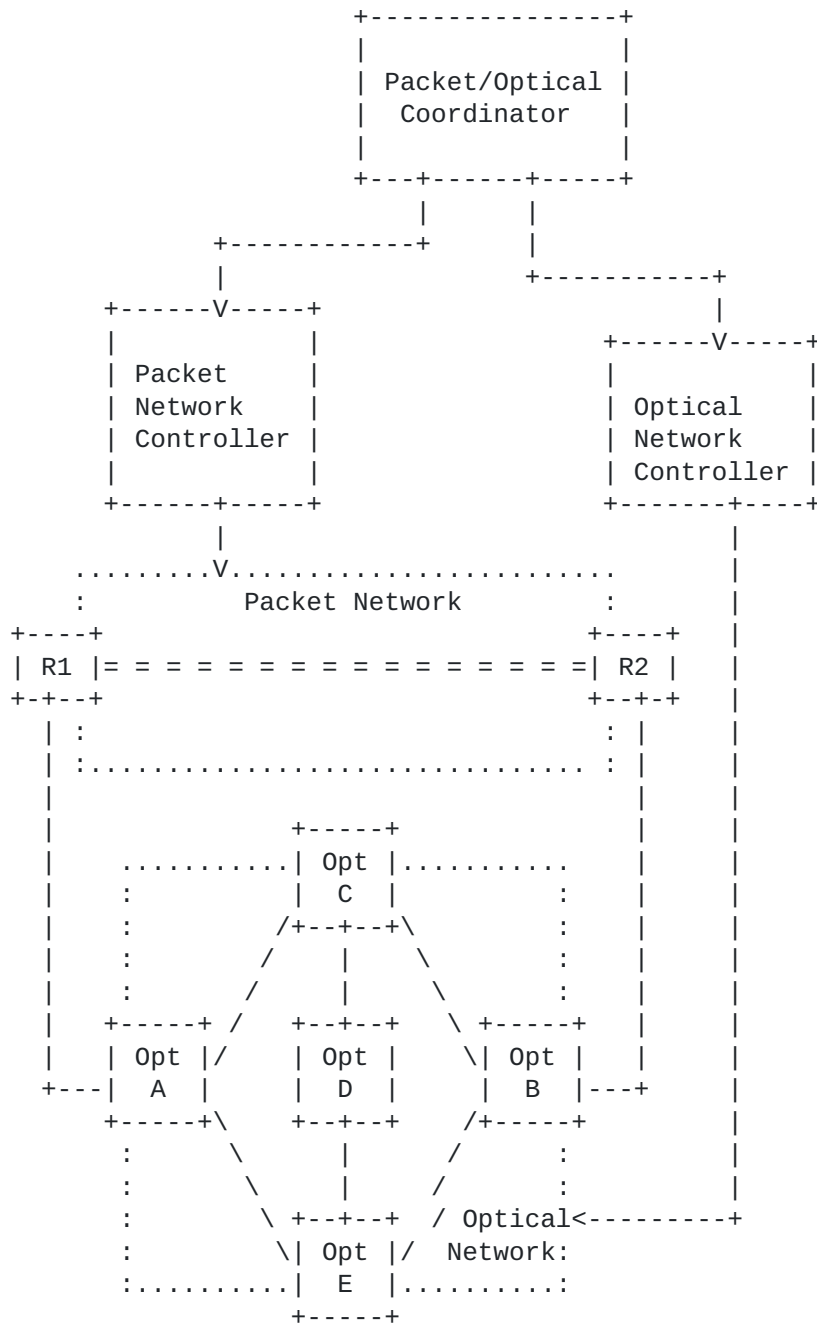 Packet/Optical
Coordinator
Packet
Network
Controller
Optical
Network
Controller
Packet Network
R1
R2
Opt
C
Opt
A
Opt
D
Opt
B
Optical
Network
Opt
E